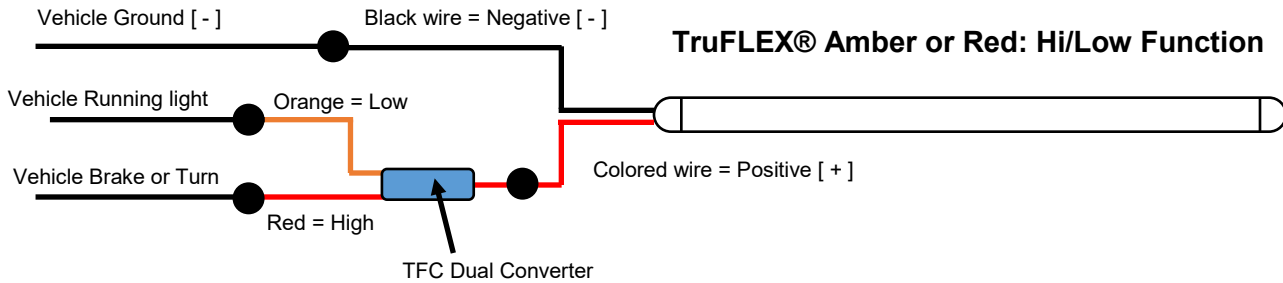 Vehicle Ground [ - ]
Black wire = Negative [ - ]
TruFLEX® Amber or Red: Hi/Low Function
Vehicle Running light
Orange = Low
Vehicle Brake or Turn
Colored wire = Positive [ + ]
Red = High
TFC Dual Converter